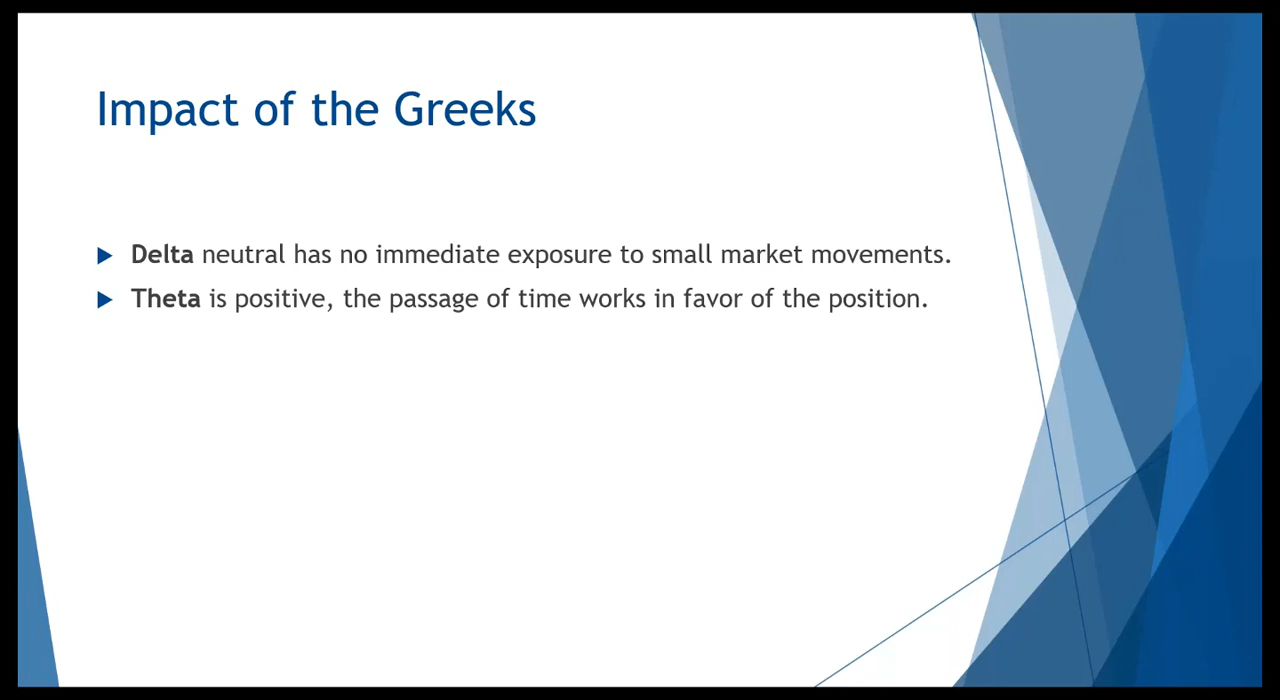 Impact of the Greeks
Delta neutral has no immediate exposure to small market movements.
Theta is positive, the passage of time works in favor of the position.